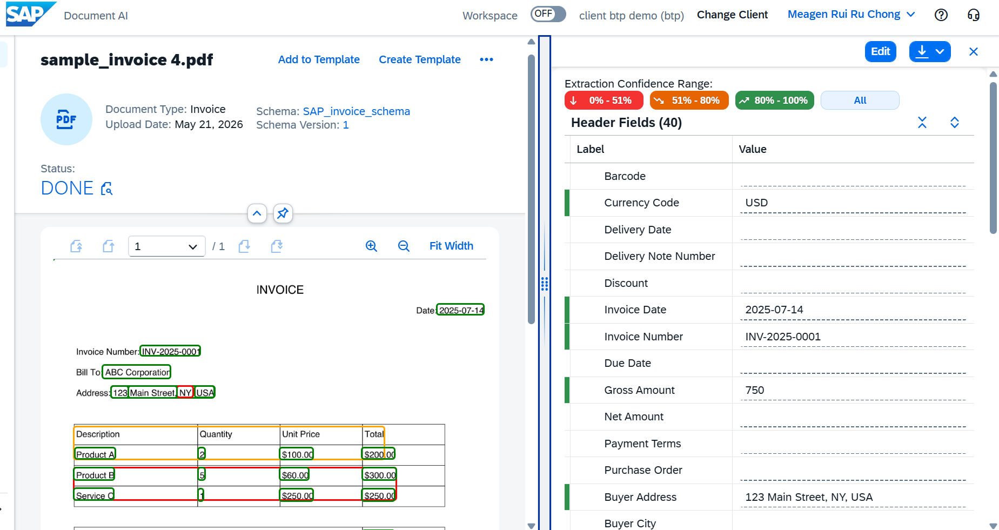 SAP Document AI
Workspace OFF client btp demo (btp) Change Client Meagen Rui Ru Chong
sample_invoice 4.pdf
Add to Template Create Template
PDF
Document Type: Invoice
Upload Date: May 21, 2026
Schema: SAP_invoice_schema
Schema Version: 1
Status:
DONE
1 / 1 Fit Width
INVOICE
Date: 2025-07-14
Invoice Number: INV-2025-0001
Bill To: ABC Corporation
Address: 123 Main Street, NY, USA
Description Quantity Unit Price Total
Product A 2 $100.00 $200.00
Product B 5 $60.00 $300.00
Service C 1 $250.00 $250.00
Edit
Extraction Confidence Range:
0% - 51% 51% - 80% 80% - 100% All
Header Fields (40)
Label Value
Barcode
Currency Code USD
Delivery Date
Delivery Note Number
Discount
Invoice Date 2025-07-14
Invoice Number INV-2025-0001
Due Date
Gross Amount 750
Net Amount
Payment Terms
Purchase Order
Buyer Address 123 Main Street, NY, USA
Buyer City